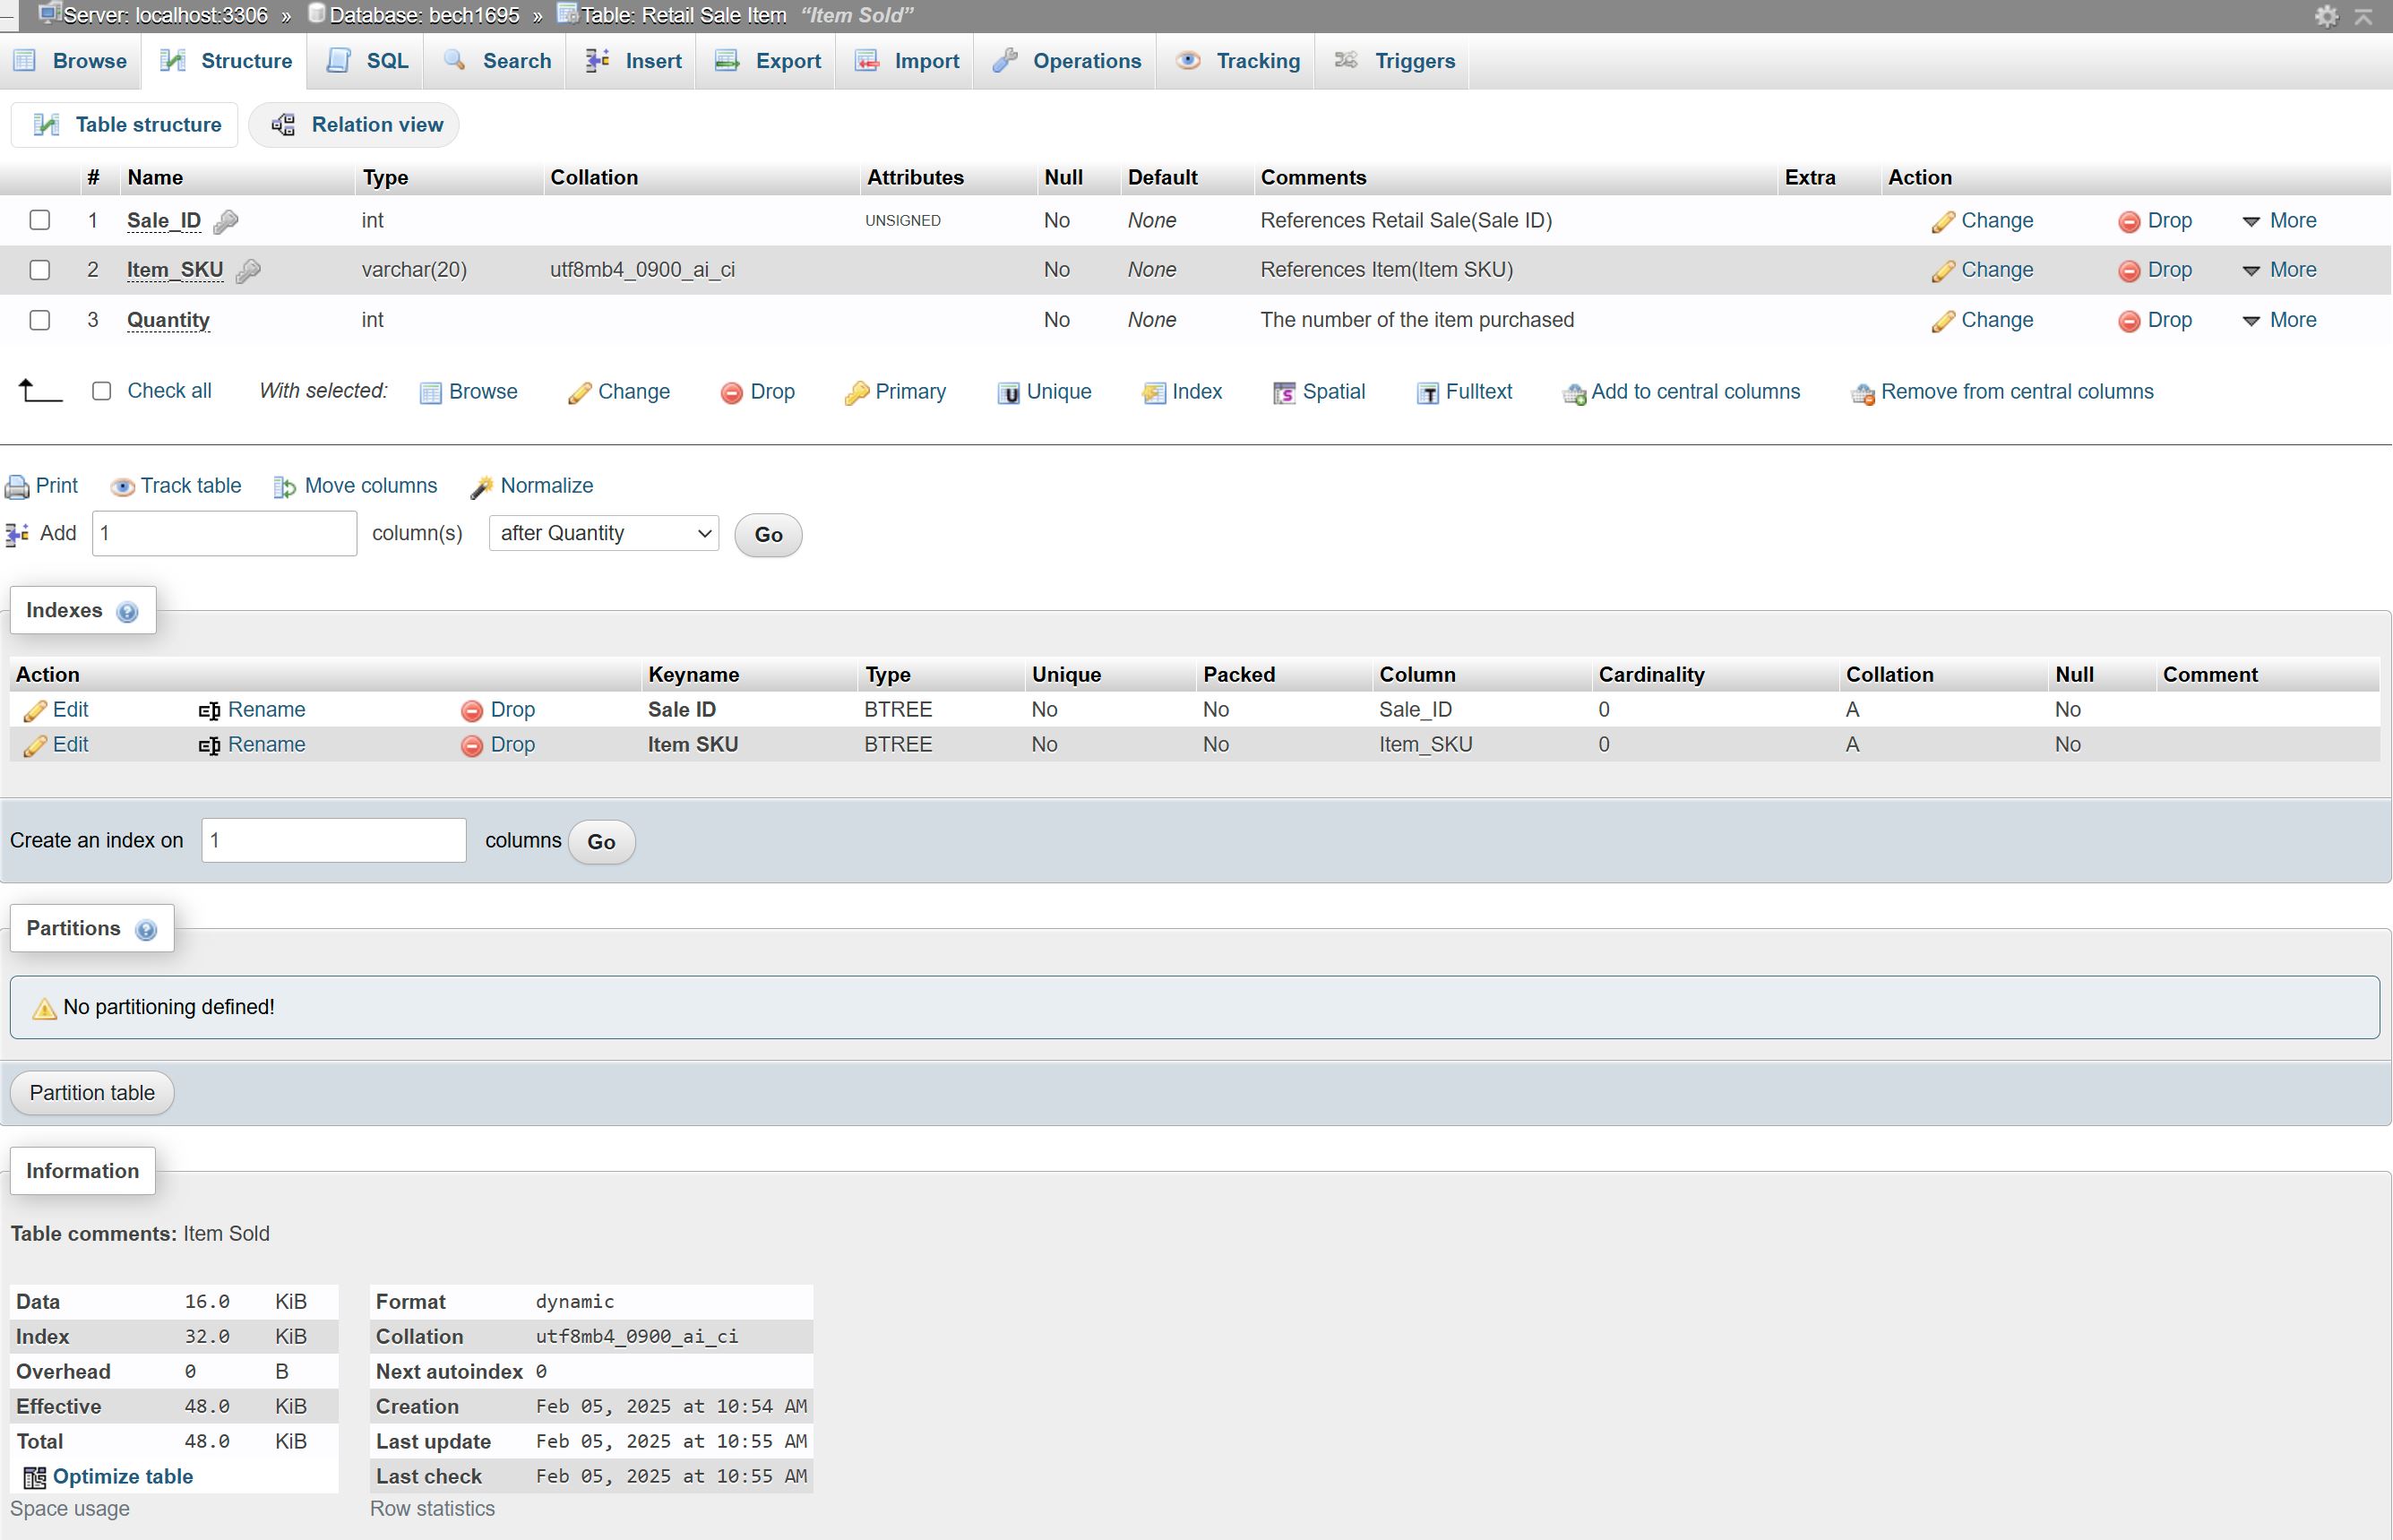 Server: localhost:3306 » Database: bech1695 » Table: Retail Sale Item “Item Sold”
Browse Structure SQL Search Insert Export Import Operations Tracking Triggers
Table structure Relation view
# Name Type Collation Attributes Null Default Comments Extra Action
1 Sale_ID int UNSIGNED No None References Retail Sale(Sale ID) Change Drop More
2 Item_SKU varchar(20) utf8mb4_0900_ai_ci No None References Item(Item SKU) Change Drop More
3 Quantity int No None The number of the item purchased Change Drop More
Check all With selected: Browse Change Drop Primary Unique Index Spatial Fulltext Add to central columns Remove from central columns
Print Track table Move columns Normalize
Add 1 column(s) after Quantity Go
Indexes
Action Keyname Type Unique Packed Column Cardinality Collation Null Comment
Edit Rename Drop Sale ID BTREE No No Sale_ID 0 A No
Edit Rename Drop Item SKU BTREE No No Item_SKU 0 A No
Create an index on 1 columns Go
Partitions
No partitioning defined!
Partition table
Information
Table comments: Item Sold
Data 16.0 KiB Format dynamic
Index 32.0 KiB Collation utf8mb4_0900_ai_ci
Overhead 0 B Next autoindex 0
Effective 48.0 KiB Creation Feb 05, 2025 at 10:54 AM
Total 48.0 KiB Last update Feb 05, 2025 at 10:55 AM
Optimize table Last check Feb 05, 2025 at 10:55 AM
Space usage Row statistics